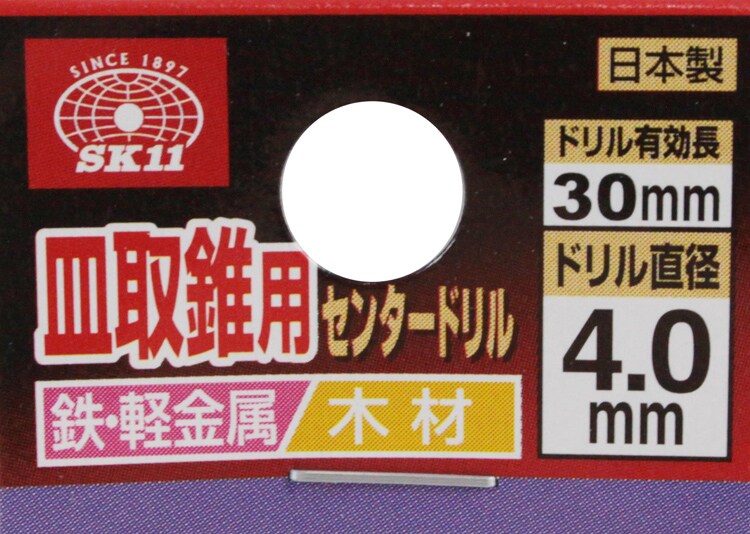 SINCE 1897
SK11
日本製
ドリル有効長
30mm
皿取錐用
センタードリル
ドリル直径
4.0
mm
鉄・軽金属
木材